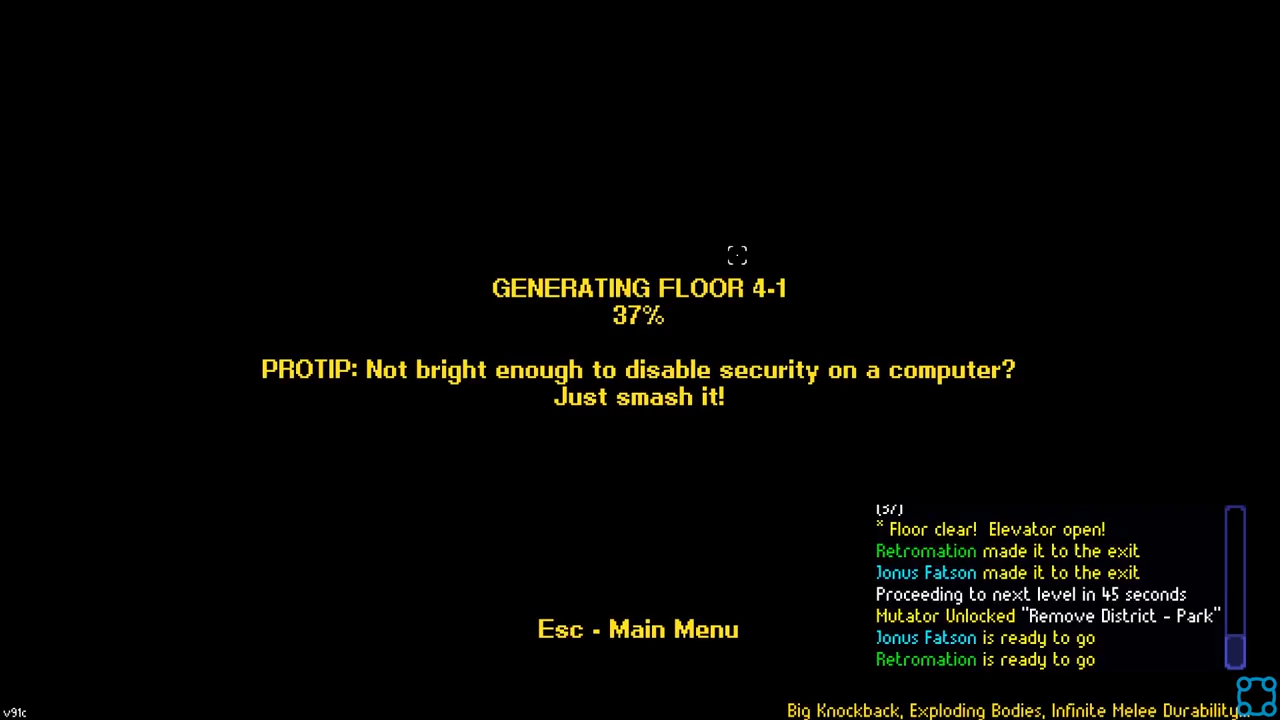 GENERATING FLOOR 4-1
37%
PROTIP: Not bright enough to disable security on a computer?
Just smash it!
(37)
* Floor clear! Elevator open!
Retromation made it to the exit
Jonus Fatson made it to the exit
Proceeding to next level in 45 seconds
Mutator Unlocked "Remove District - Park"
Jonus Fatson is ready to go
Retromation is ready to go
Esc - Main Menu
v91c
Big Knockback, Exploding Bodies, Infinite Melee Durability...